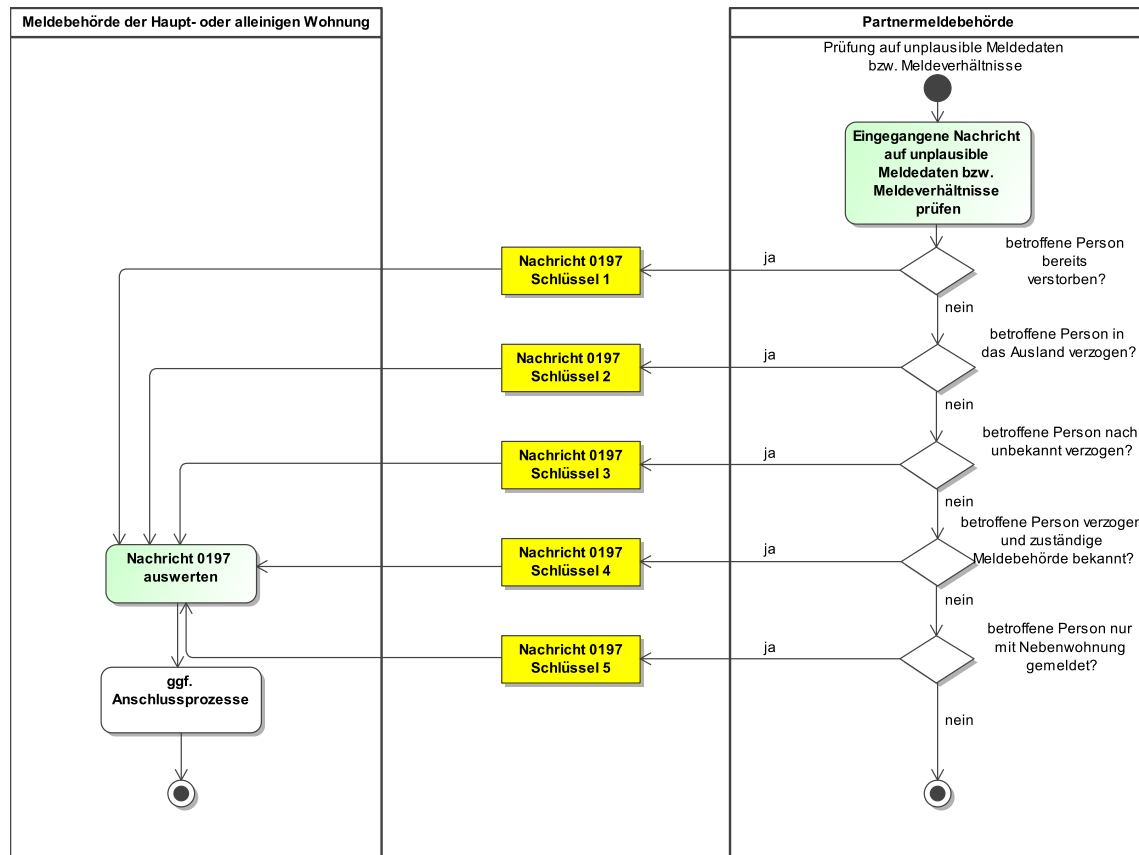 Meldebehörde der Haupt- oder alleinigen Wohnung
Partnermeldebehörde
Prüfung auf unplausible Meldedaten
bzw. Meldeverhältnisse
Eingegangene Nachricht
auf unplausible
Meldedaten bzw.
Meldeverhältnisse
prüfen
betroffene Person
bereits
verstorben?
ja
Nachricht 0197
Schlüssel 1
nein
betroffene Person in
das Ausland verzogen?
ja
Nachricht 0197
Schlüssel 2
nein
betroffene Person nach
unbekannt verzogen?
ja
Nachricht 0197
Schlüssel 3
nein
betroffene Person verzogen
und zuständige
Meldebehörde bekannt?
ja
Nachricht 0197
Schlüssel 4
Nachricht 0197
auswerten
nein
betroffene Person nur
mit Nebenwohnung
gemeldet?
ja
Nachricht 0197
Schlüssel 5
ggf.
Anschlussprozesse
nein